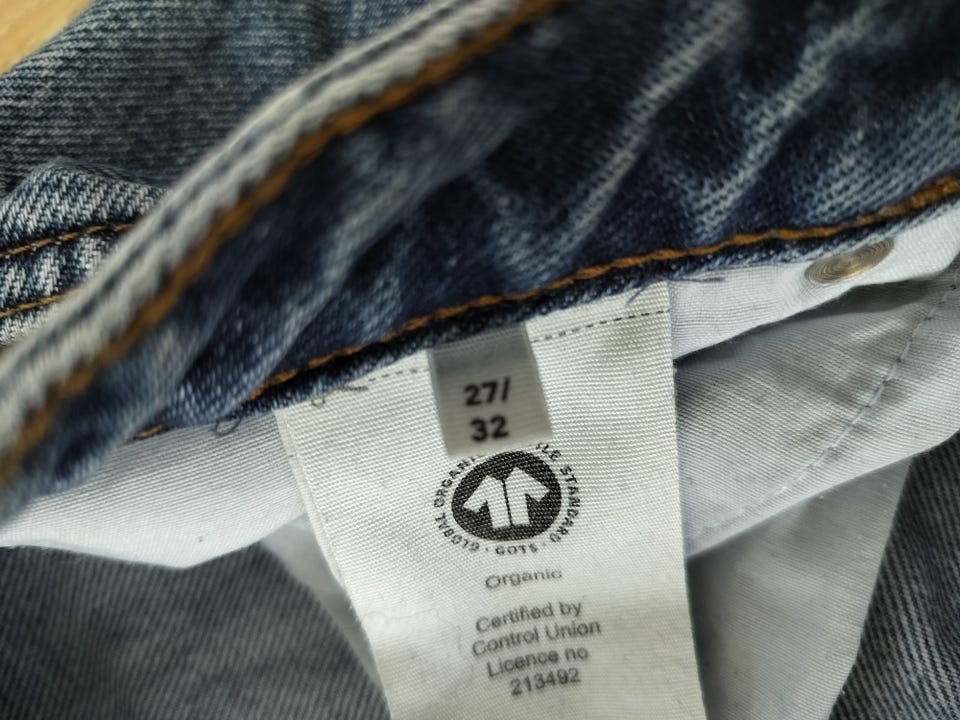 27/
32
GLOBAL ORGANIC TEXTILE STANDARD · GOTS ·
Organic
Certified by
Control Union
Licence no
213492